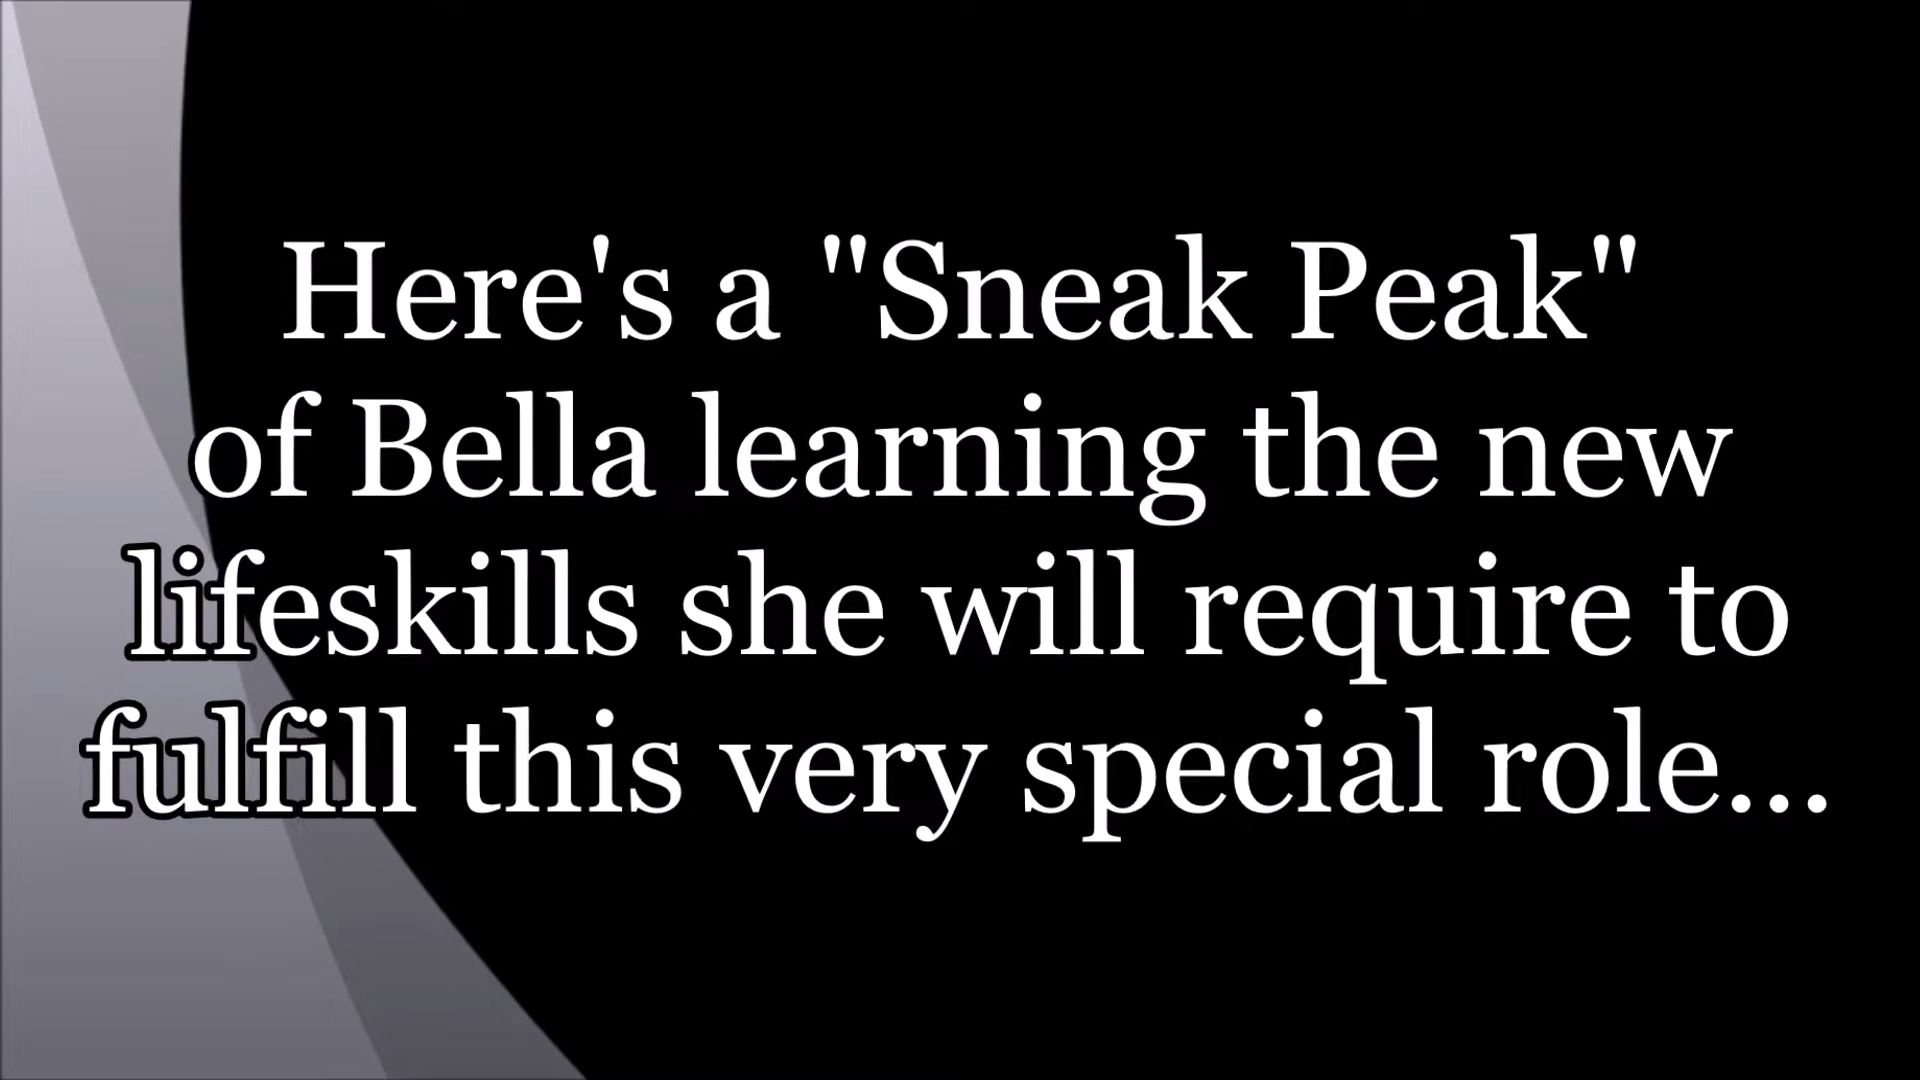 Here's a "Sneak Peak"
of Bella learning the new
lifeskills she will require to
fulfill this very special role...